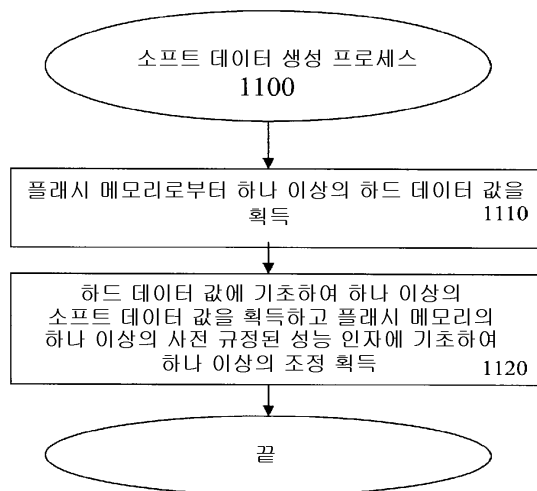 소프트 데이터 생성 프로세스
1100
플래시 메모리로부터 하나 이상의 하드 데이터 값을
획득
1110
하드 데이터 값에 기초하여 하나 이상의
소프트 데이터 값을 획득하고 플래시 메모리의
하나 이상의 사전 규정된 성능 인자에 기초하여
하나 이상의 조정 획득
1120
끝